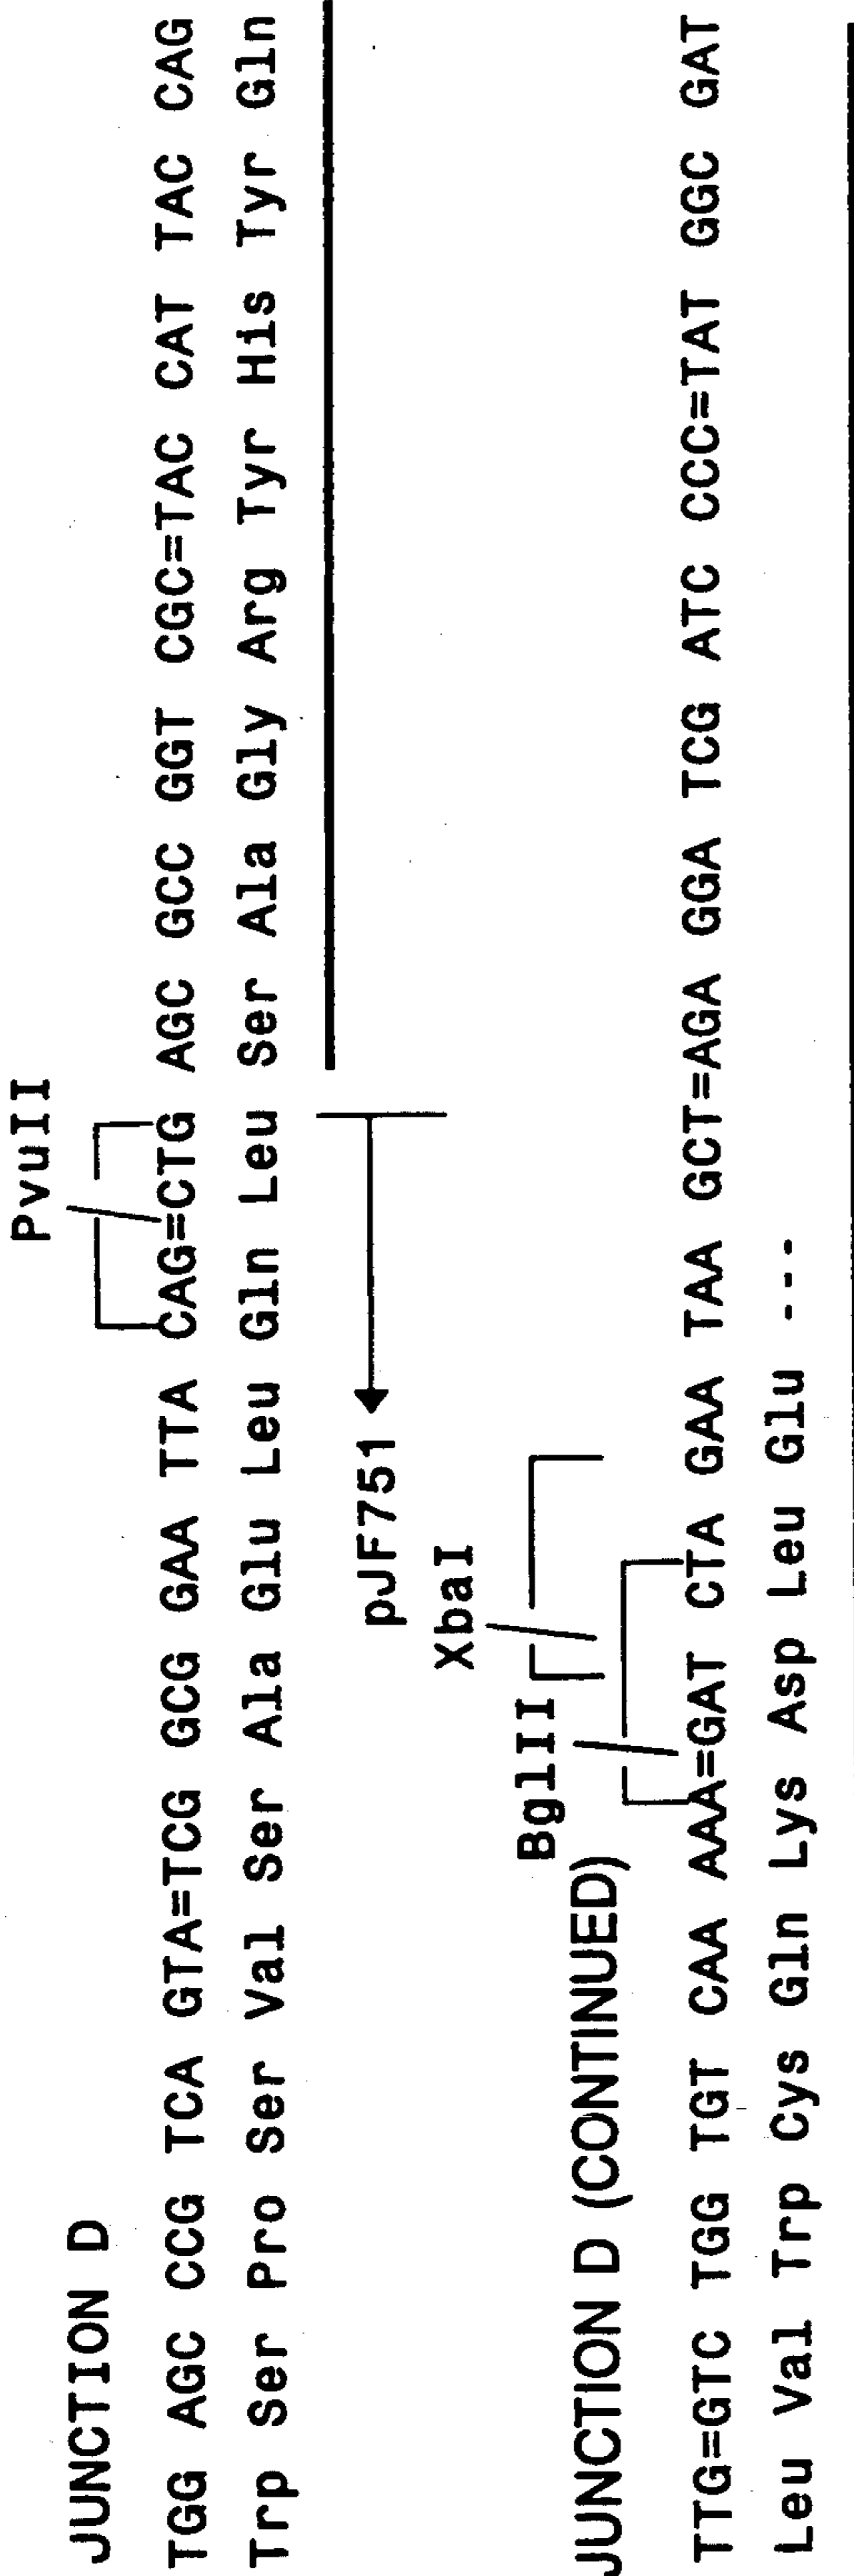 JUNCTION D
PvuII
TGG AGC CCG TCA GTA=TCG GCG GAA TTA CAG=CTG AGC GCC GGT CGC=TAC CAT TAC CAG
Trp Ser Pro Ser Val Ser Ala Glu Leu Gln Leu Ser Ala Gly Arg Tyr His Tyr Gln
pJF751
XbaI
BglII
JUNCTION D (CONTINUED)
TTG=GTC TGG TGT CAA AAA=GAT CTA GAA TAA GCT=AGA GGA TCG ATC CCC=TAT GGC GAT
Leu Val Trp Cys Gln Lys Asp Leu Glu ---